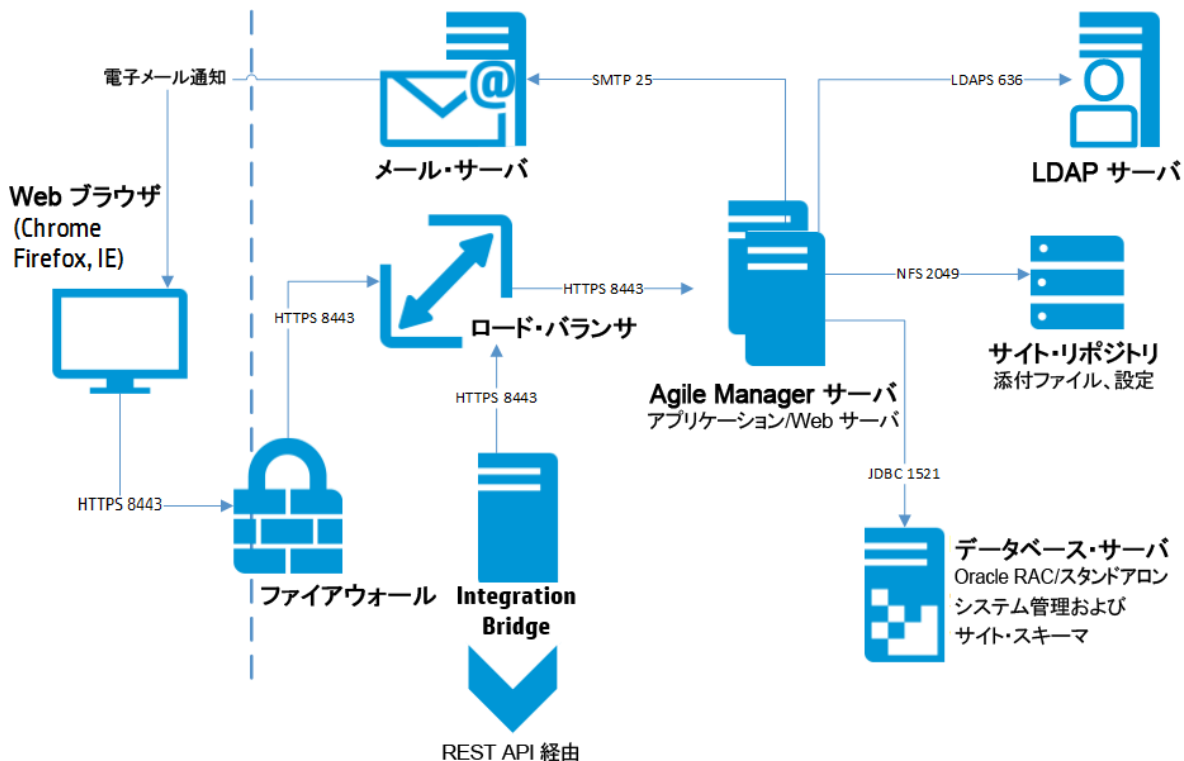 電子メール通知
SMTP 25
LDAPS 636
メール・サーバ
LDAP サーバ
Web ブラウザ
(Chrome
Firefox, IE)
HTTPS 8443
ロード・バランサ
HTTPS 8443
NFS 2049
サイト・リポジトリ
添付ファイル、設定
HTTPS 8443
Agile Manager サーバ
アプリケーション/Web サーバ
JDBC 1521
HTTPS 8443
ファイアウォール
Integration
Bridge
データベース・サーバ
Oracle RAC/スタンドアロン
システム管理および
サイト・スキーマ
REST API 経由